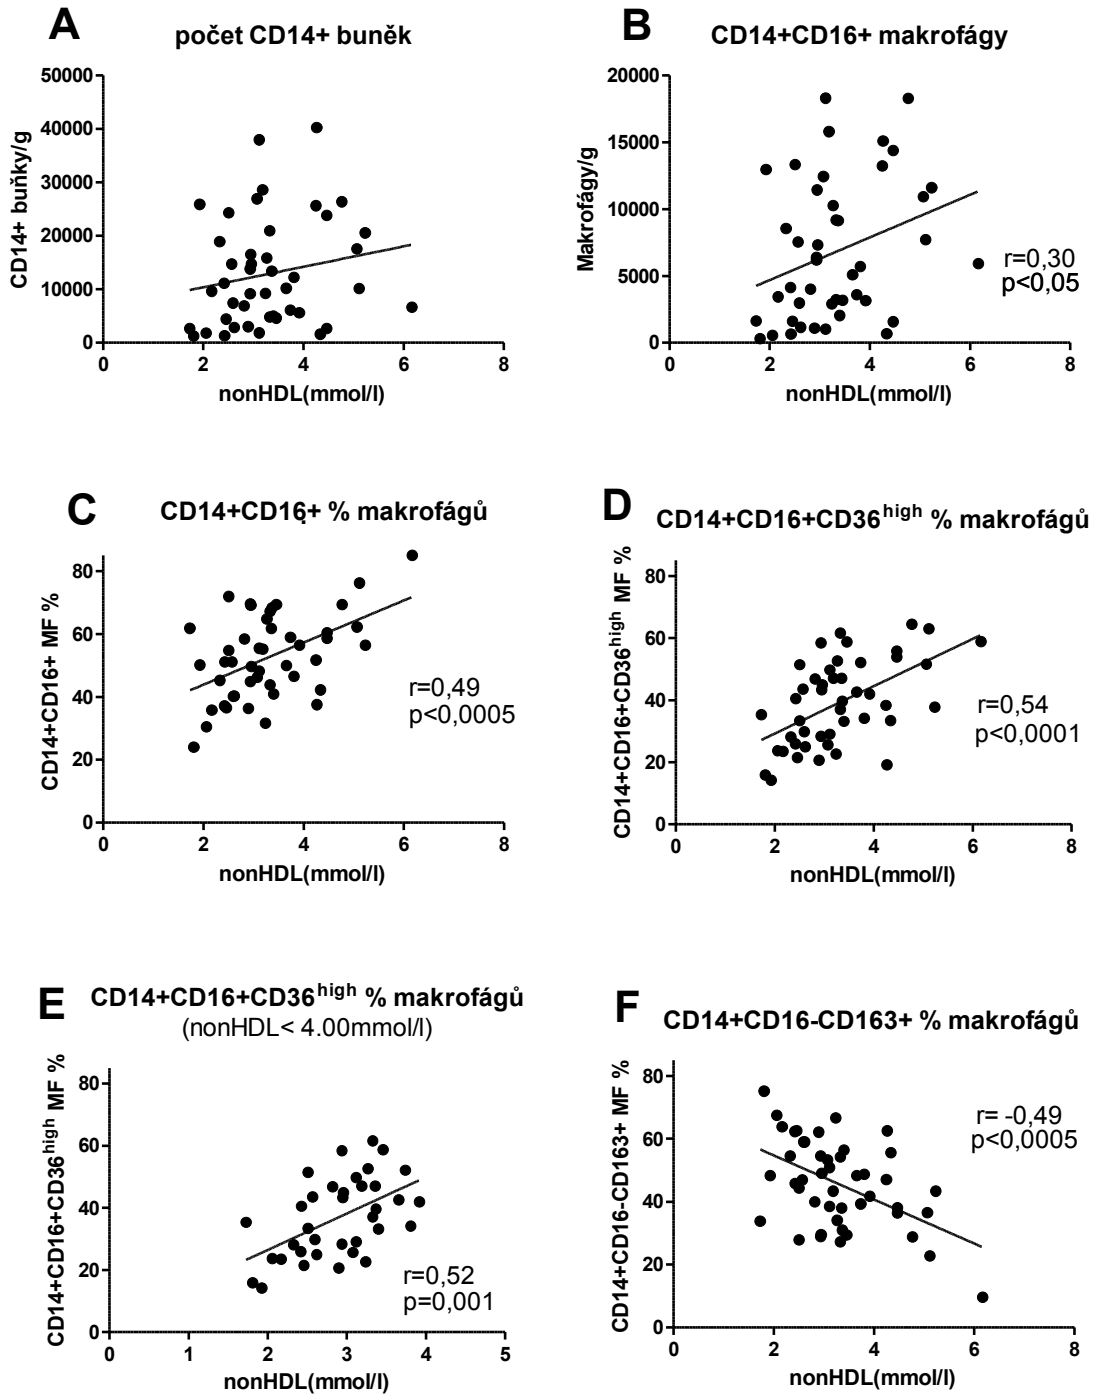 A
počet CD14+ buněk
CD14+ buňky/g
50000
40000
30000
20000
10000
0
0 2 4 6 8
nonHDL(mmol/l)
B
CD14+CD16+ makrofágy
Makrofágy/g
20000
15000
10000
5000
0
r=0,30
p<0,05
0 2 4 6 8
nonHDL(mmol/l)
C
CD14+CD16+ % makrofágů
CD14+CD16+ MF %
80
60
40
20
0
r=0,49
p<0,0005
0 2 4 6 8
nonHDL(mmol/l)
D
CD14+CD16+CD36high % makrofágů
CD14+CD16+CD36high MF %
80
60
40
20
0
r=0,54
p<0,0001
0 2 4 6 8
nonHDL(mmol/l)
E
CD14+CD16+CD36high % makrofágů
(nonHDL< 4.00mmol/l)
CD14+CD16+CD36high MF %
80
60
40
20
0
r=0,52
p=0,001
0 1 2 3 4 5
nonHDL(mmol/l)
F
CD14+CD16-CD163+ % makrofágů
CD14+CD16-CD163+ MF %
80
60
40
20
0
r= -0,49
p<0,0005
0 2 4 6 8
nonHDL(mmol/l)